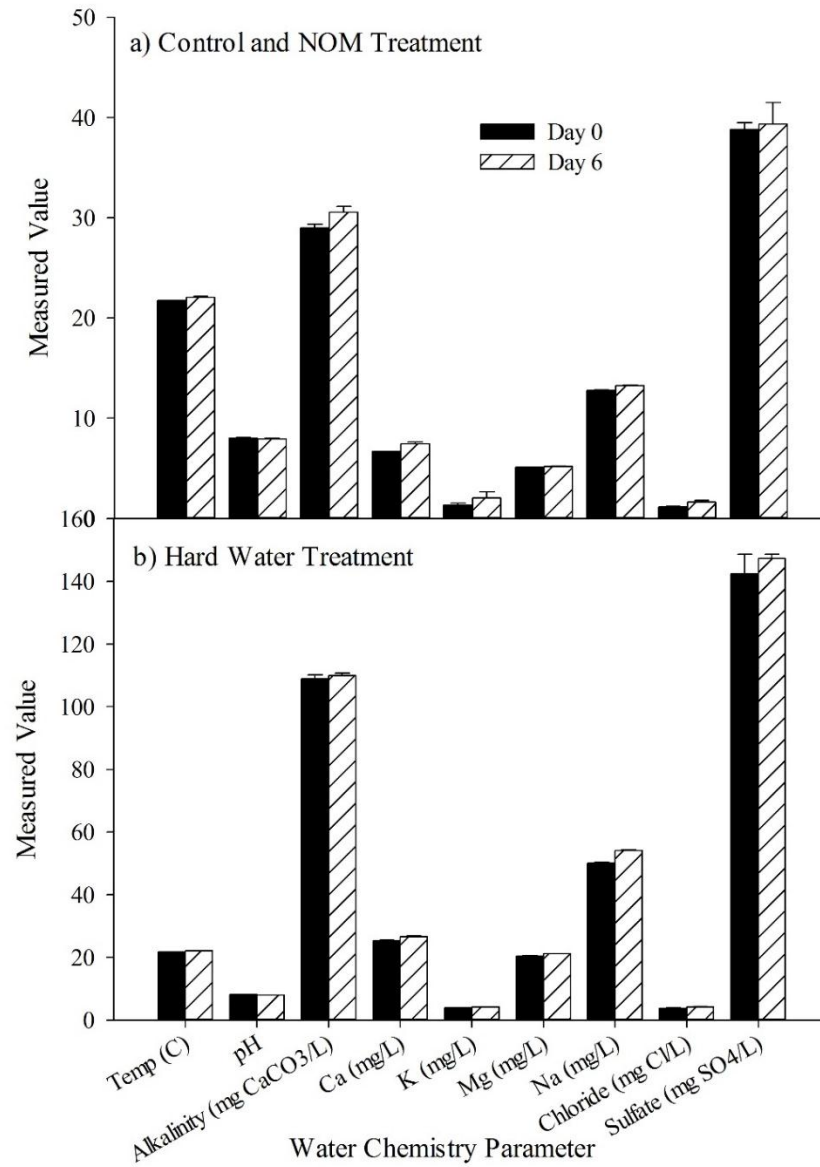 50
a) Control and NOM Treatment
40
Day 0
Day 6
30
Measured Value
20
10
0
160
b) Hard Water Treatment
140
120
100
Measured Value
80
60
40
20
0
Temp (C)
pH
Alkalinity (mg CaCO3/L)
Ca (mg/L)
K (mg/L)
Mg (mg/L)
Na (mg/L)
Chloride (mg Cl/L)
Sulfate (mg SO4/L)
Water Chemistry Parameter